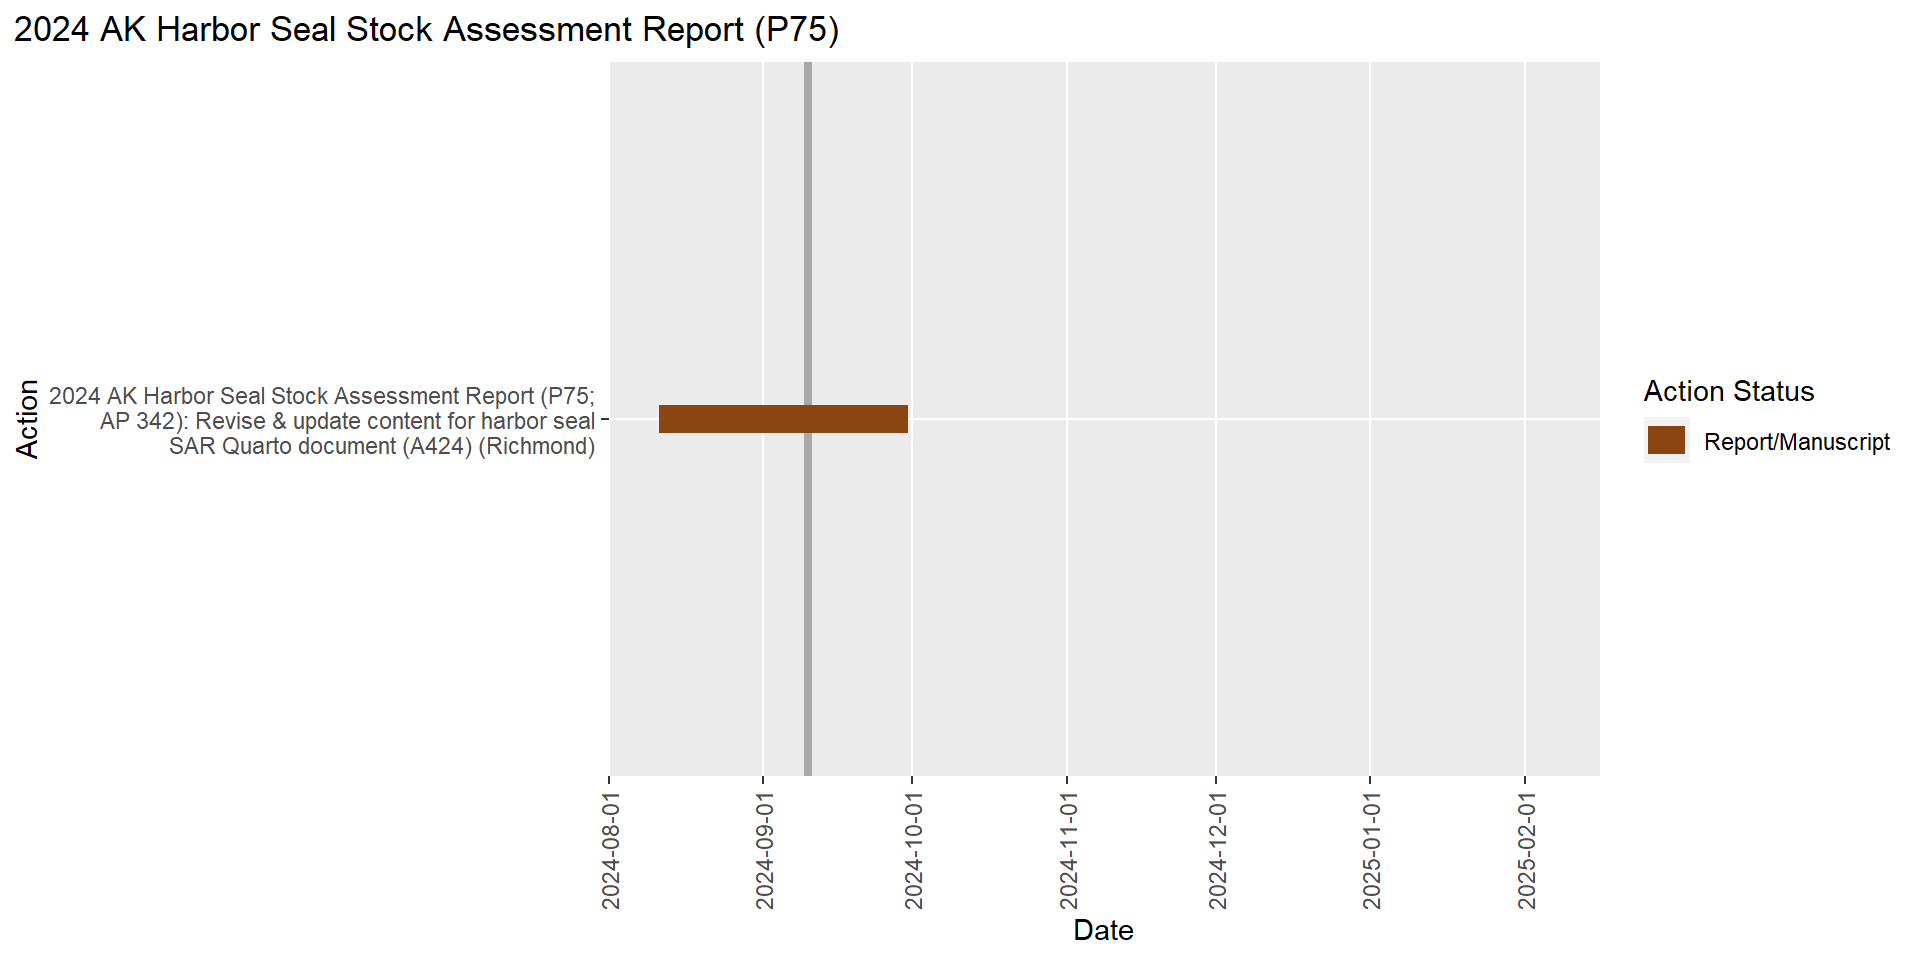 2024 AK Harbor Seal Stock Assessment Report (P75)
Action
2024 AK Harbor Seal Stock Assessment Report (P75;
AP 342): Revise & update content for harbor seal
SAR Quarto document (A424) (Richmond)
Action Status
Report/Manuscript
2024-08-01
2024-09-01
2024-10-01
2024-11-01
2024-12-01
2025-01-01
2025-02-01
Date